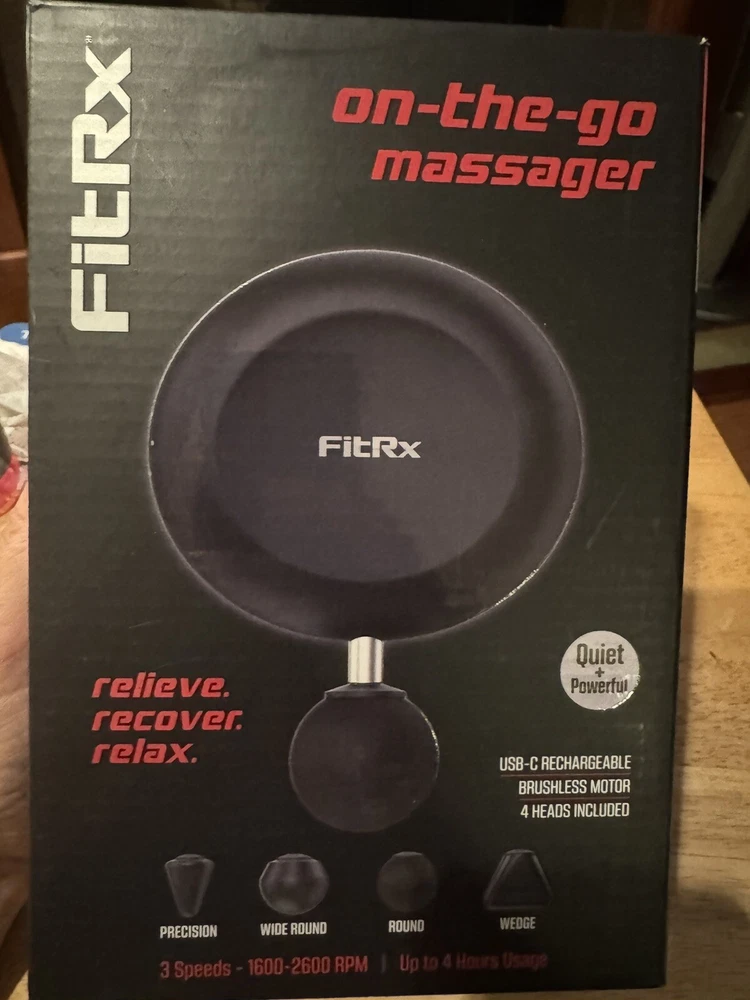 FitRx
on-the-go
massager
FitRx
Quiet
+
Powerful
relieve.
recover.
relax.
USB-C RECHARGEABLE
BRUSHLESS MOTOR
4 HEADS INCLUDED
PRECISION
WIDE ROUND
ROUND
WEDGE
3 Speeds - 1600-2600 RPM | Up to 4 Hours Usage